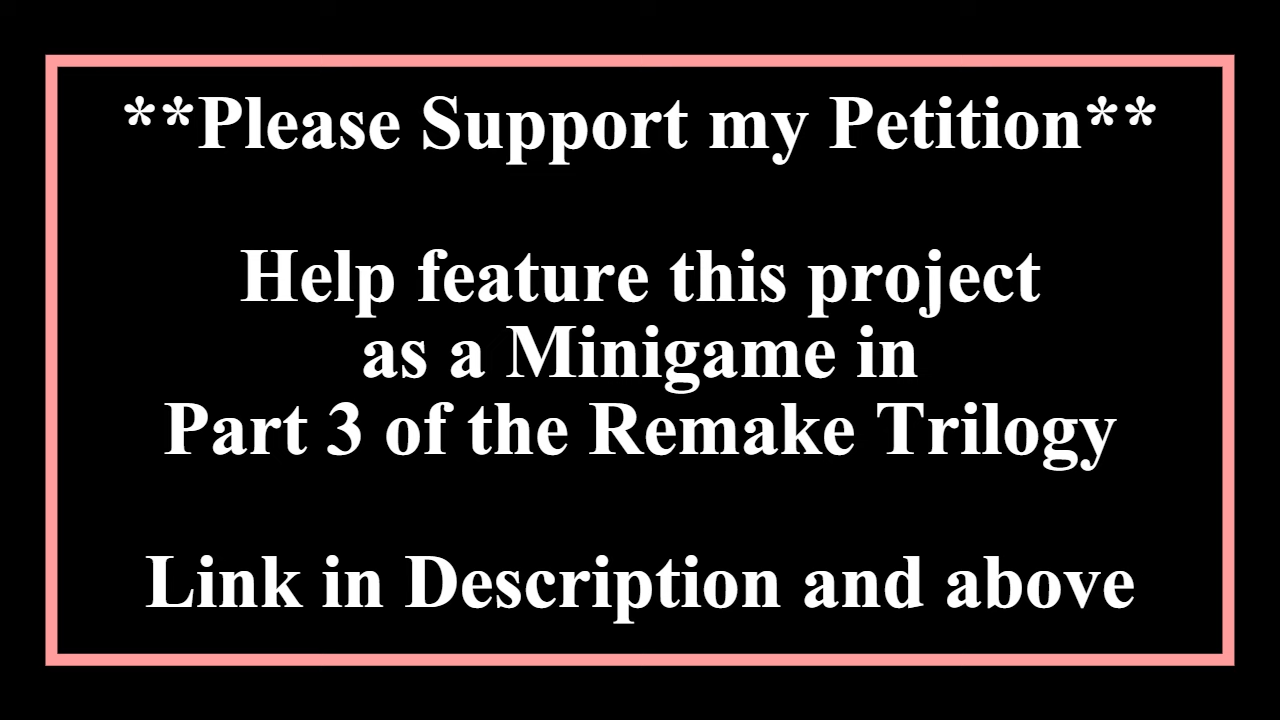 **Please Support my Petition**
Help feature this project
as a Minigame in
Part 3 of the Remake Trilogy
Link in Description and above